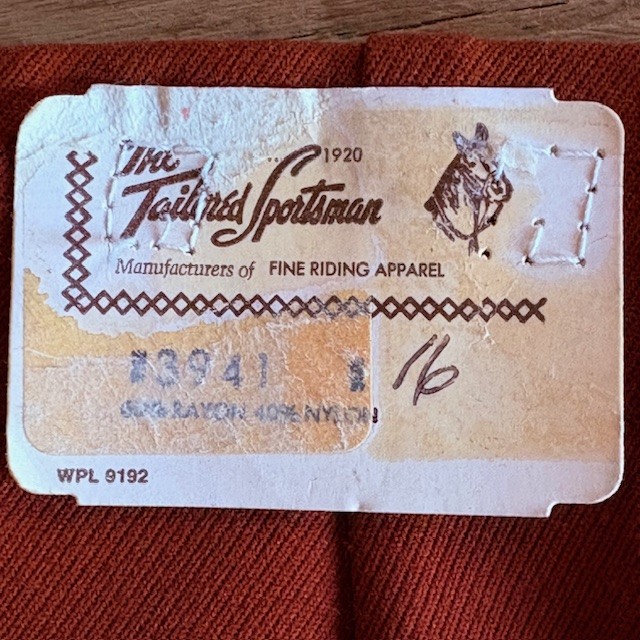 The
1920
Tailored Sportsman
Manufacturers of FINE RIDING APPAREL
3941
16
60% RAYON 40% NYLON
WPL 9192